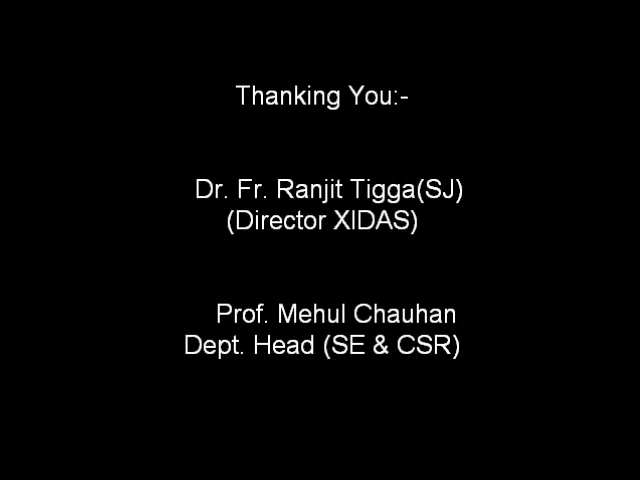 Thanking You:-
Dr. Fr. Ranjit Tigga(SJ)
(Director XIDAS)
Prof. Mehul Chauhan
Dept. Head (SE & CSR)